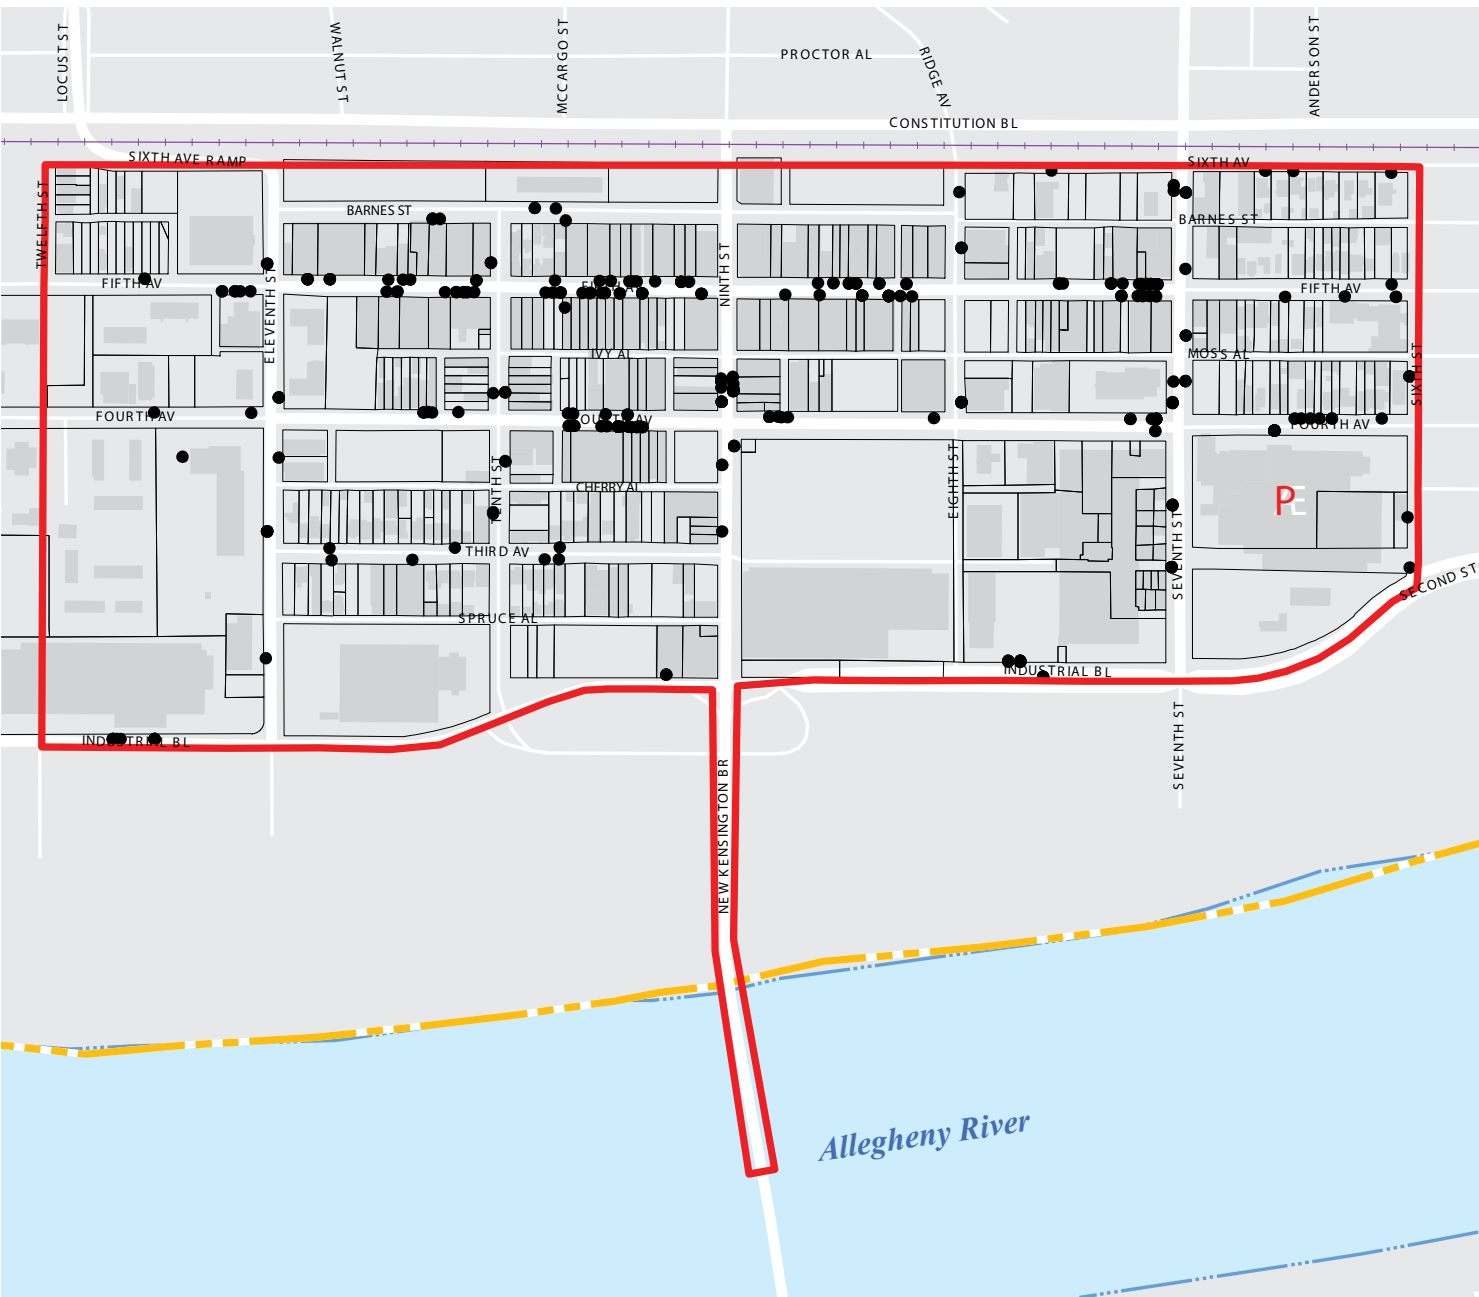 LOCUST ST
WALNUT ST
MCCARGO ST
PROCTOR AL
RIDGE AV
ANDERSON ST
CONSTITUTION BL
SIXTH AVE RAMP
SIXTH AV
TWELFTH ST
BARNES ST
BARNES ST
NINTH ST
FIFTH AV
FIFTH AV
ELEVENTH ST
IVY AL
MOSS AL
SIXTH ST
FOURTH AV
FOURTH AV
TENTH ST
CHERRY AL
EIGHTH ST
PE
SEVENTH ST
THIRD AV
SECOND ST
SPRUCE AL
INDUSTRIAL BL
INDUSTRIAL BL
SEVENTH ST
NEW KENSINGTON BR
Allegheny River